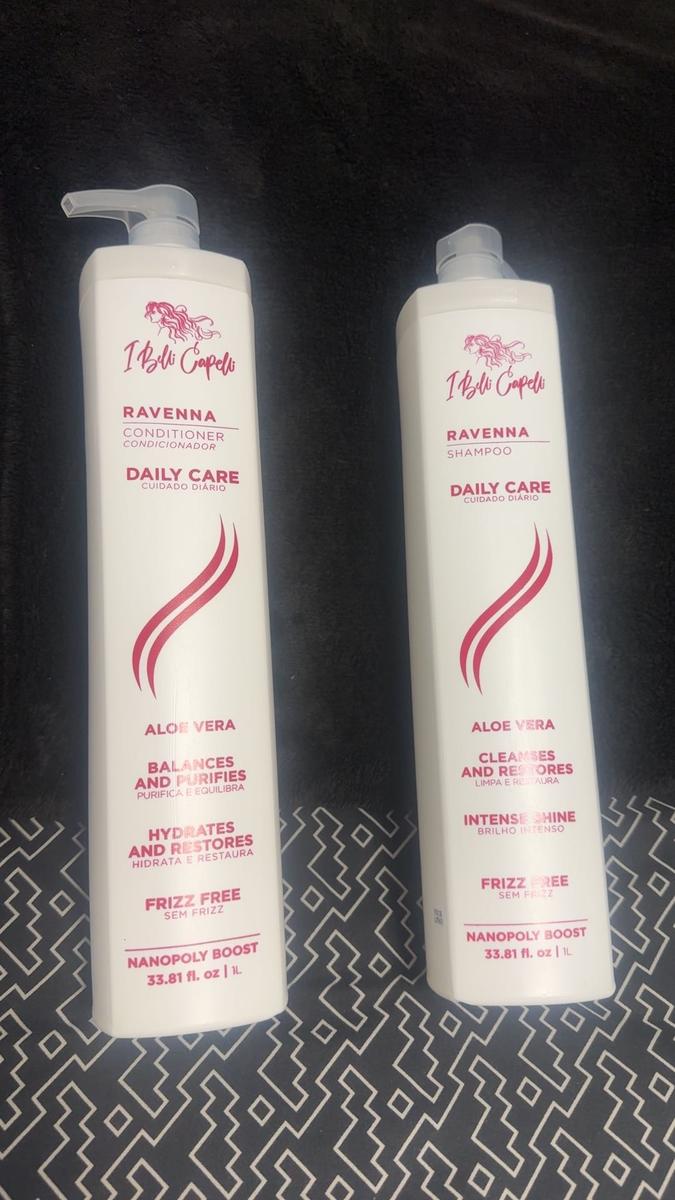 I Belli Capelli
RAVENNA
CONDITIONER
CONDICIONADOR
DAILY CARE
CUIDADO DIÁRIO
ALOE VERA
BALANCES
AND PURIFIES
PURIFICA E EQUILIBRA
HYDRATES
AND RESTORES
HIDRATA E RESTAURA
FRIZZ FREE
SEM FRIZZ
NANOPOLY BOOST
33.81 fl. oz | 1L
I Belli Capelli
RAVENNA
SHAMPOO
DAILY CARE
CUIDADO DIÁRIO
ALOE VERA
CLEANSES
AND RESTORES
LIMPA E RESTAURA
INTENSE SHINE
BRILHO INTENSO
FRIZZ FREE
SEM FRIZZ
NANOPOLY BOOST
33.81 fl. oz | 1L